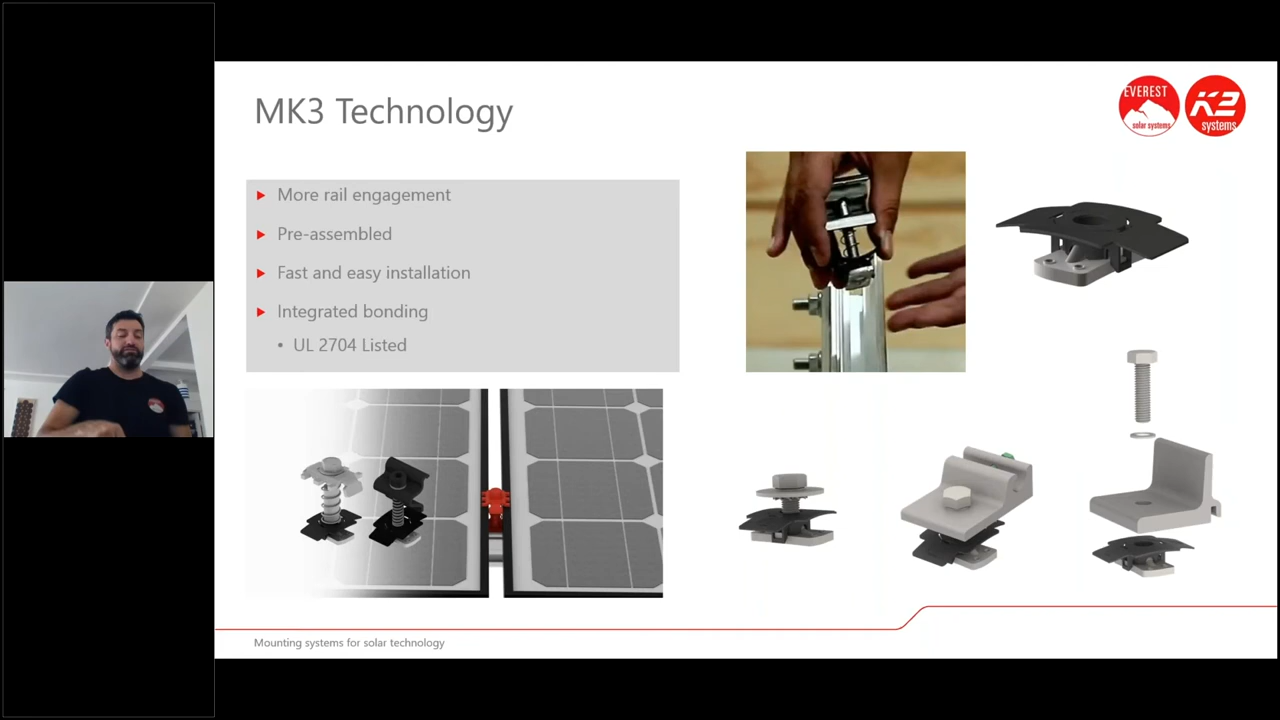 MK3 Technology
EVEREST
solar systems
K2
systems
More rail engagement
Pre-assembled
Fast and easy installation
Integrated bonding
• UL 2704 Listed
Mounting systems for solar technology